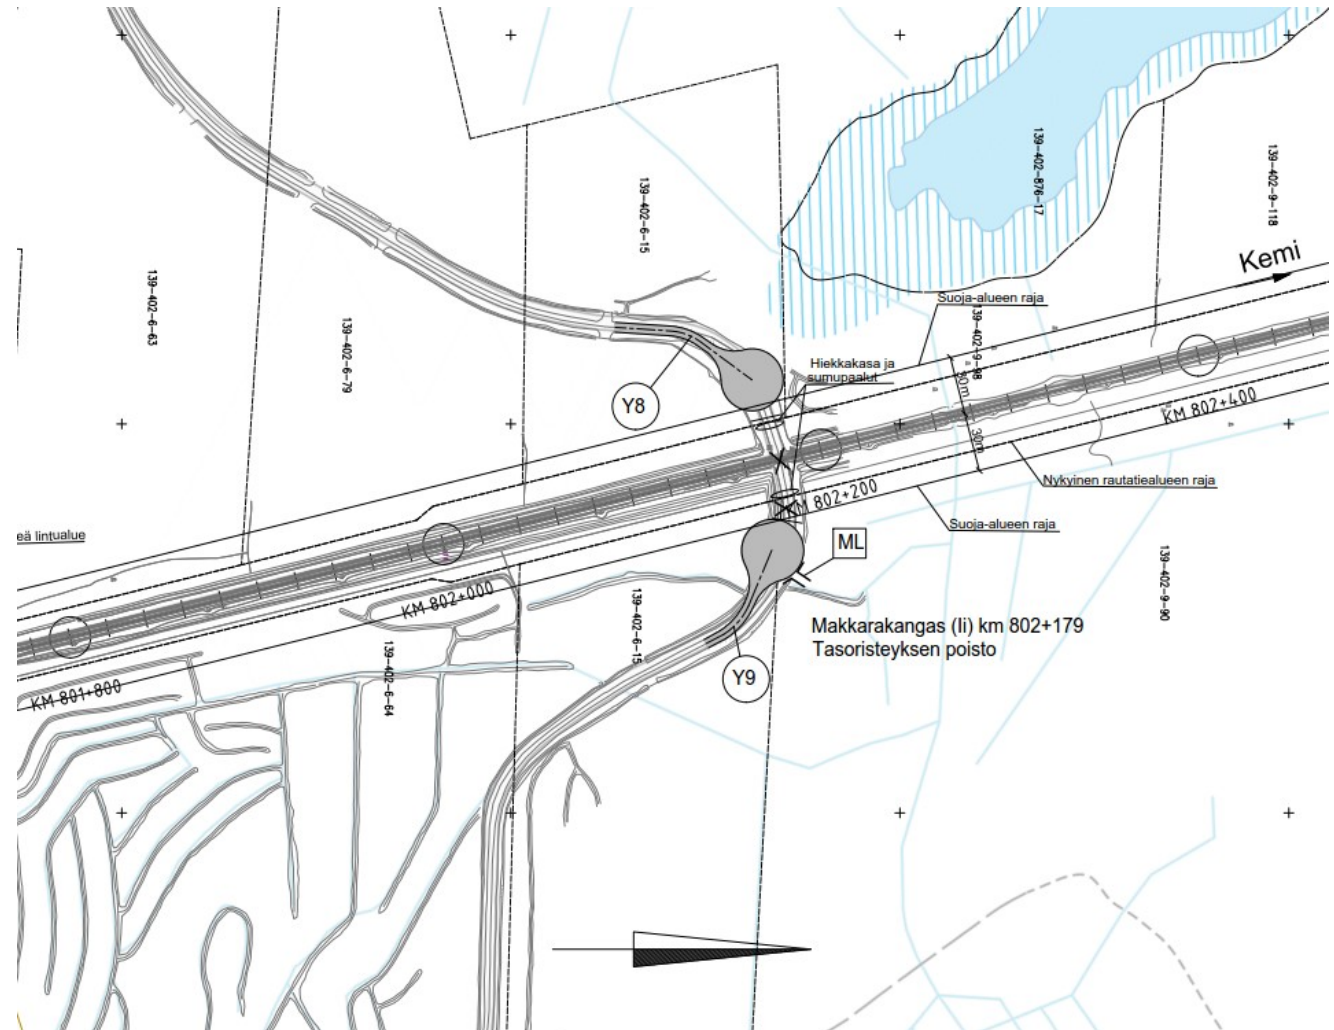 139-402-876-17
139-402-9-118
139-402-6-15
Kemi
139-402-6-63
139-402-6-79
Suoja-alueen raja
139-402-9-98
Hiekkakasa ja
sumupaalut
30m
Y8
KM 802+400
30m
Nykyinen rautatiealueen raja
KM 802+200
Suoja-alueen raja
eä lintualue
ML
139-402-9-90
KM 802+000
139-402-6-15
Makkarakangas (Ii) km 802+179
Tasoristeyksen poisto
139-402-6-64
Y9
KM 801+800